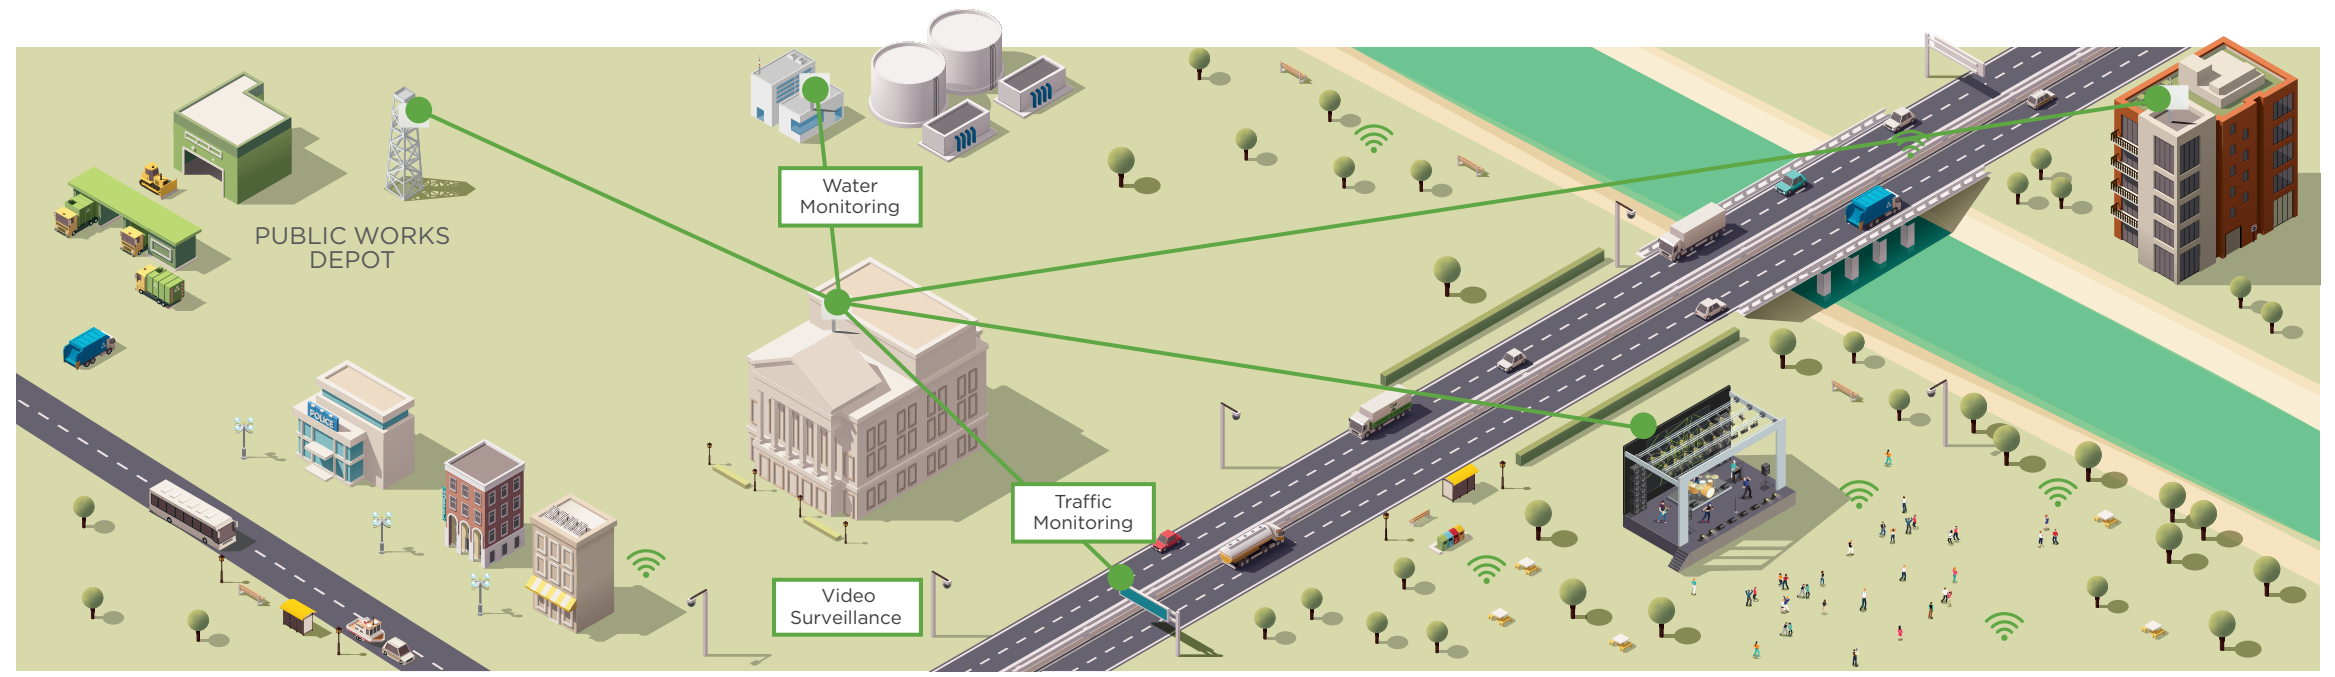 Water
Monitoring
PUBLIC WORKS
DEPOT
POLICE
Traffic
Monitoring
Video
Surveillance